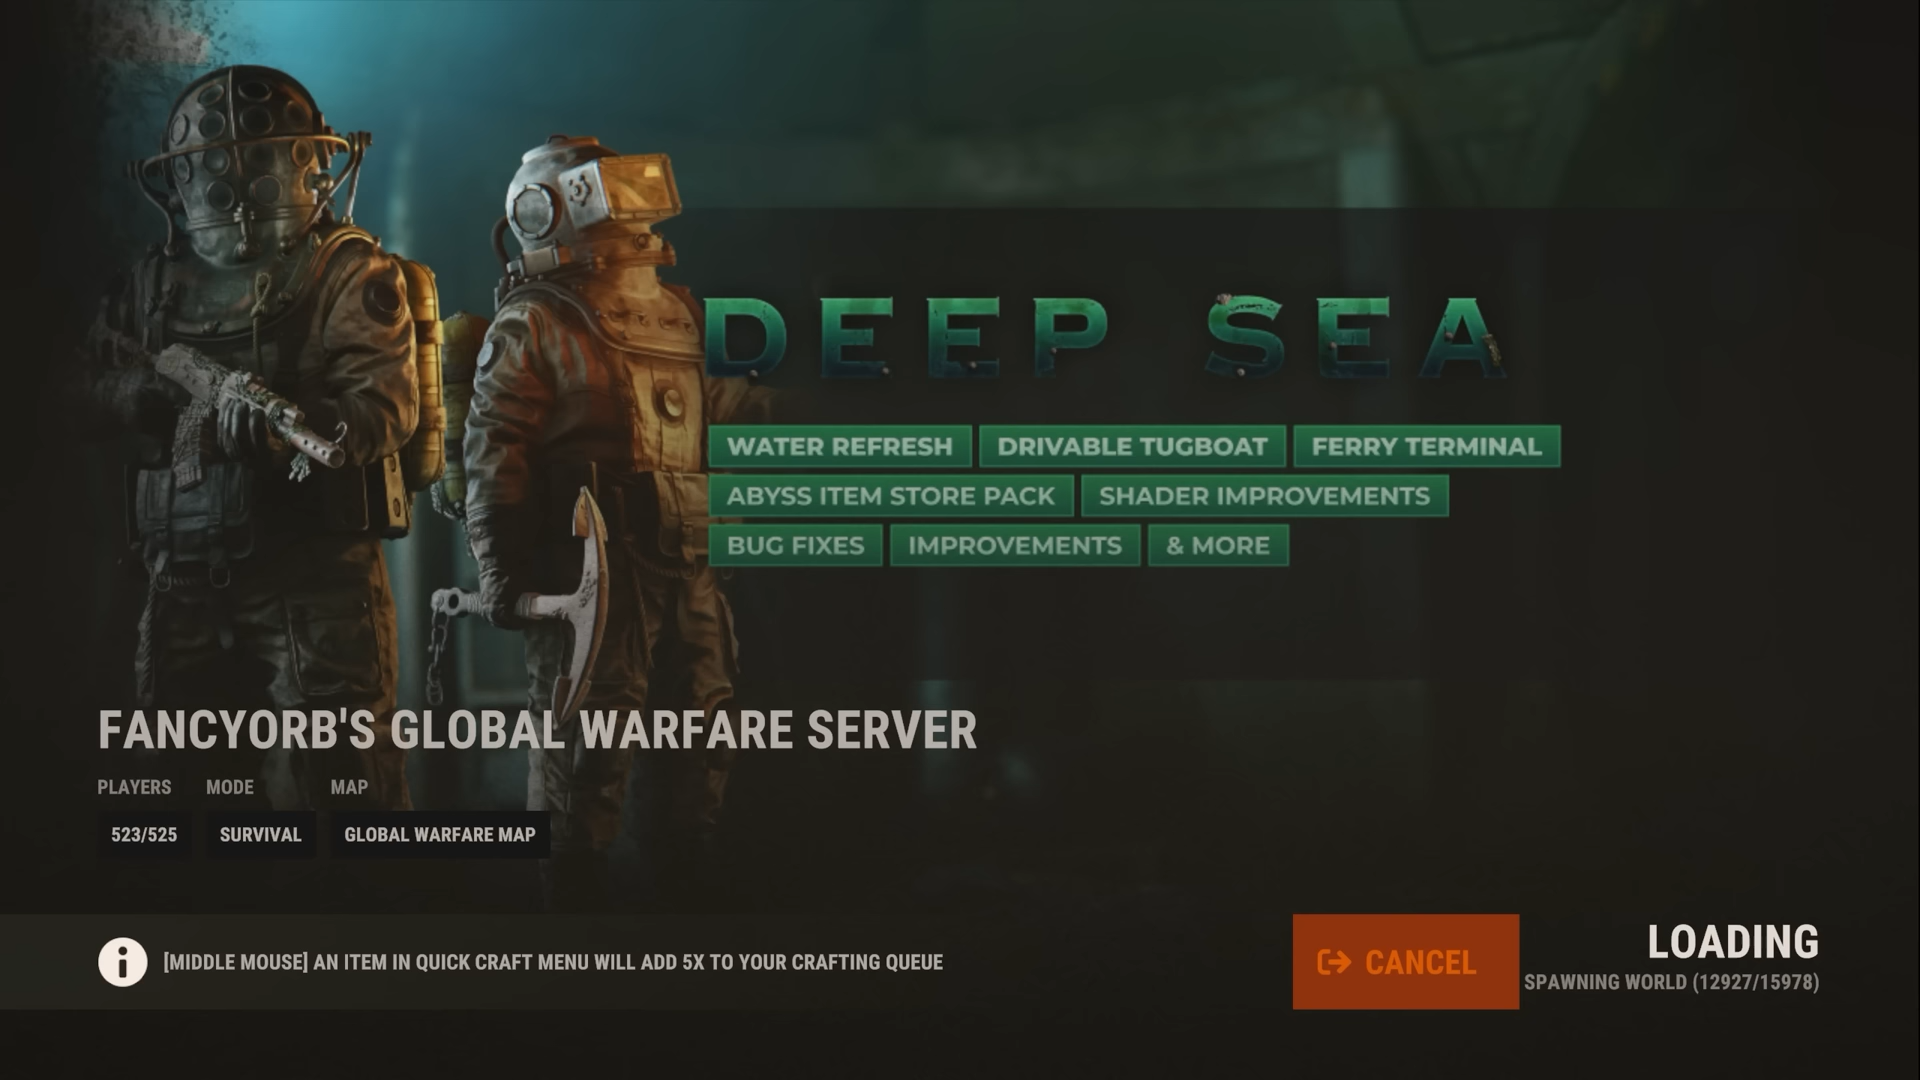 DEEP SEA
WATER REFRESH DRIVABLE TUGBOAT FERRY TERMINAL
ABYSS ITEM STORE PACK SHADER IMPROVEMENTS
BUG FIXES IMPROVEMENTS & MORE
FANCYORB'S GLOBAL WARFARE SERVER
PLAYERS MODE MAP
523/525 SURVIVAL GLOBAL WARFARE MAP
[MIDDLE MOUSE] AN ITEM IN QUICK CRAFT MENU WILL ADD 5X TO YOUR CRAFTING QUEUE
CANCEL
LOADING
SPAWNING WORLD (12927/15978)